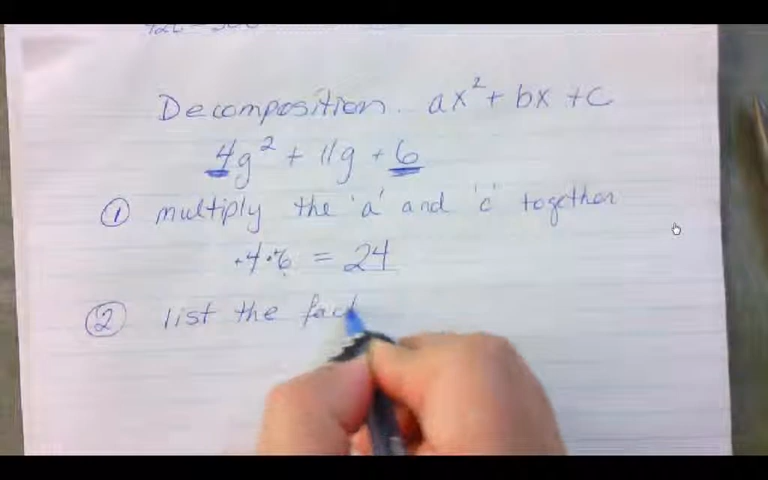 Decomposition. ax² + bx + c
4g² + 11g + 6
① multiply the 'a' and 'c' together
+4·6 = 24
② list the fac